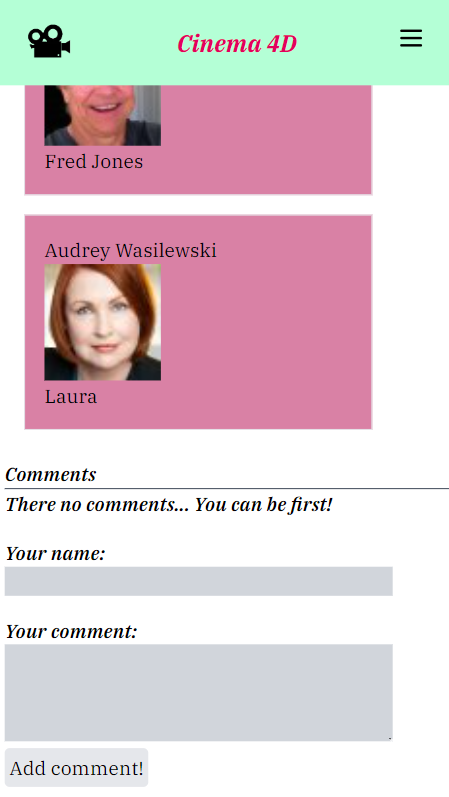 Cinema 4D
Fred Jones
Audrey Wasilewski
Laura
Comments
There no comments... You can be first!
Your name:
Your comment:
Add comment!